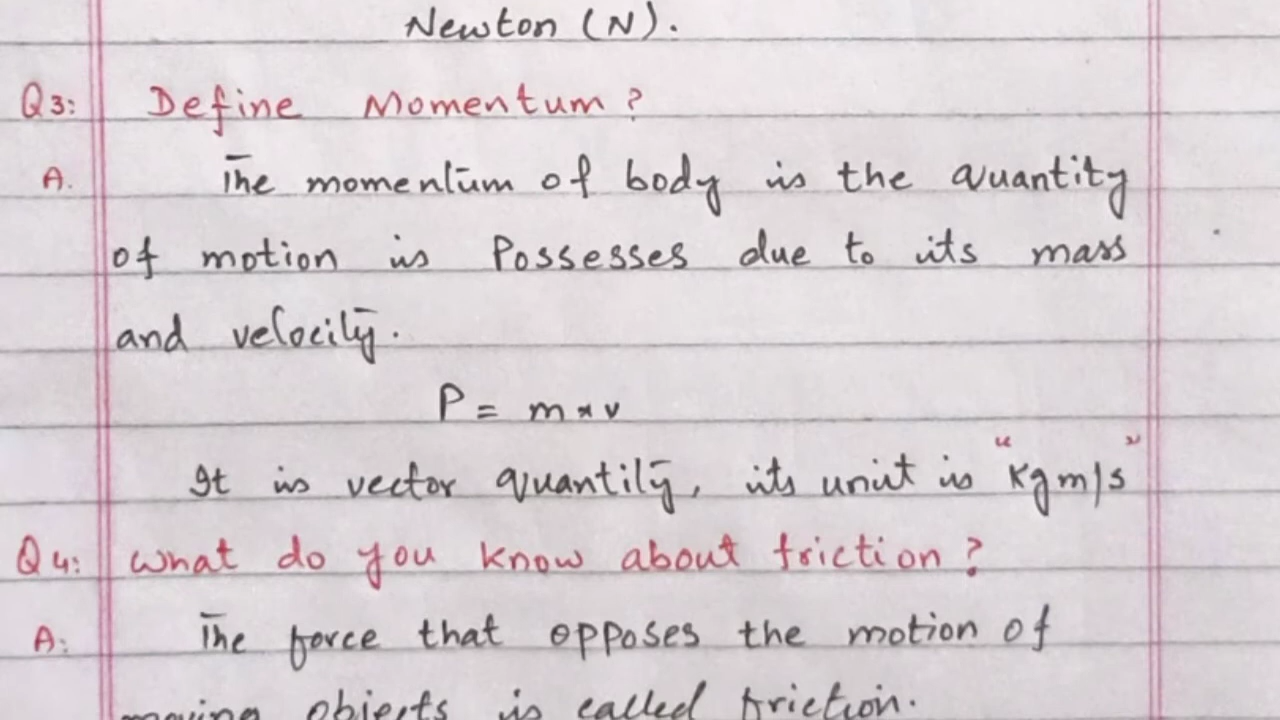 Newton (N).
Q3: Define Momentum?
A. The momentum of body is the quantity
of motion is Possesses due to its mass
and velocity.
P = m × v
It is vector quantity, its unit is "Kgm/s"
Q4: What do you know about friction?
A: The force that opposes the motion of
moving objects is called friction.